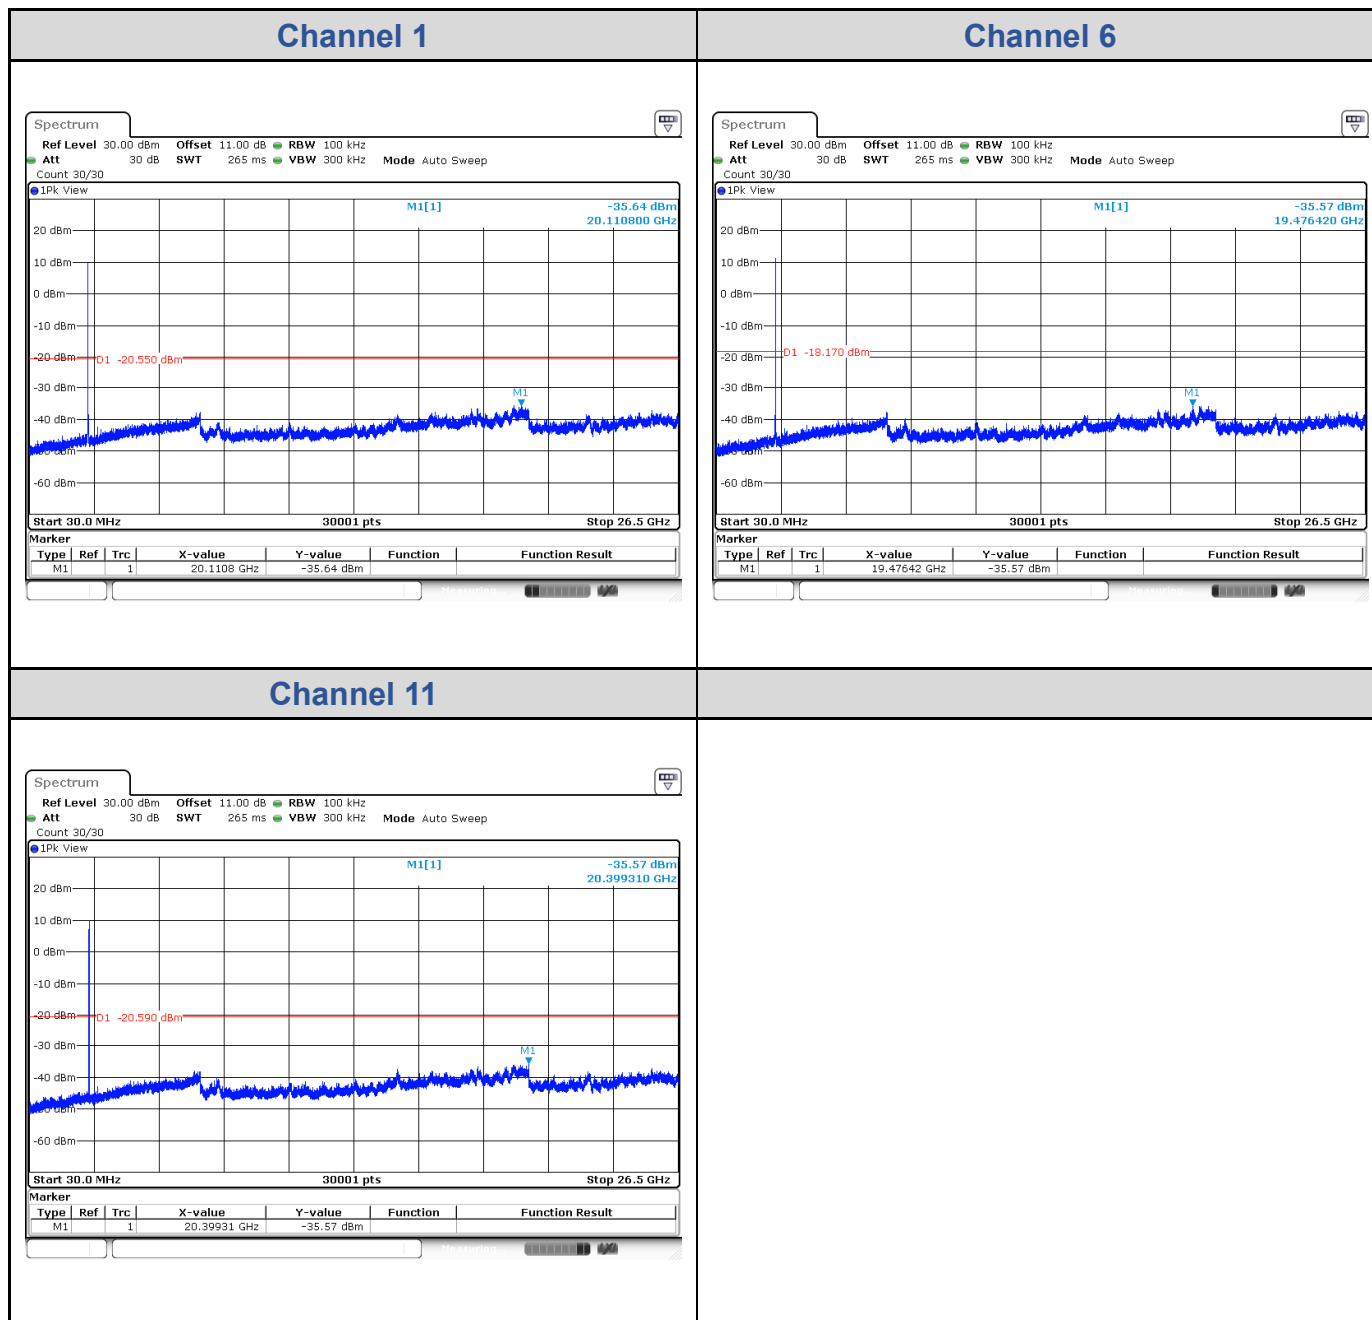 Channel 1
Channel 6
Spectrum
Ref Level 30.00 dBm Offset 11.00 dB RBW 100 kHz
Att 30 dB SWT 265 ms VBW 300 kHz Mode Auto Sweep
Count 30/30
1Pk View
M1[1] -35.64 dBm
20.110800 GHz
20 dBm
10 dBm
0 dBm
-10 dBm
-20 dBm
D1 -20.550 dBm
-30 dBm
M1
-40 dBm
-60 dBm
Start 30.0 MHz 30001 pts Stop 26.5 GHz
Marker
Type Ref Trc X-value Y-value Function Function Result
M1 1 20.1108 GHz -35.64 dBm
Measuring...
Spectrum
Ref Level 30.00 dBm Offset 11.00 dB RBW 100 kHz
Att 30 dB SWT 265 ms VBW 300 kHz Mode Auto Sweep
Count 30/30
1Pk View
M1[1] -35.57 dBm
19.476420 GHz
20 dBm
10 dBm
0 dBm
-10 dBm
D1 -18.170 dBm
-20 dBm
-30 dBm
M1
-40 dBm
-60 dBm
Start 30.0 MHz 30001 pts Stop 26.5 GHz
Marker
Type Ref Trc X-value Y-value Function Function Result
M1 1 19.47642 GHz -35.57 dBm
Measuring...
Channel 11
Spectrum
Ref Level 30.00 dBm Offset 11.00 dB RBW 100 kHz
Att 30 dB SWT 265 ms VBW 300 kHz Mode Auto Sweep
Count 30/30
1Pk View
M1[1] -35.57 dBm
20.399310 GHz
20 dBm
10 dBm
0 dBm
-10 dBm
-20 dBm
D1 -20.590 dBm
-30 dBm
M1
-40 dBm
-60 dBm
Start 30.0 MHz 30001 pts Stop 26.5 GHz
Marker
Type Ref Trc X-value Y-value Function Function Result
M1 1 20.39931 GHz -35.57 dBm
Measuring...